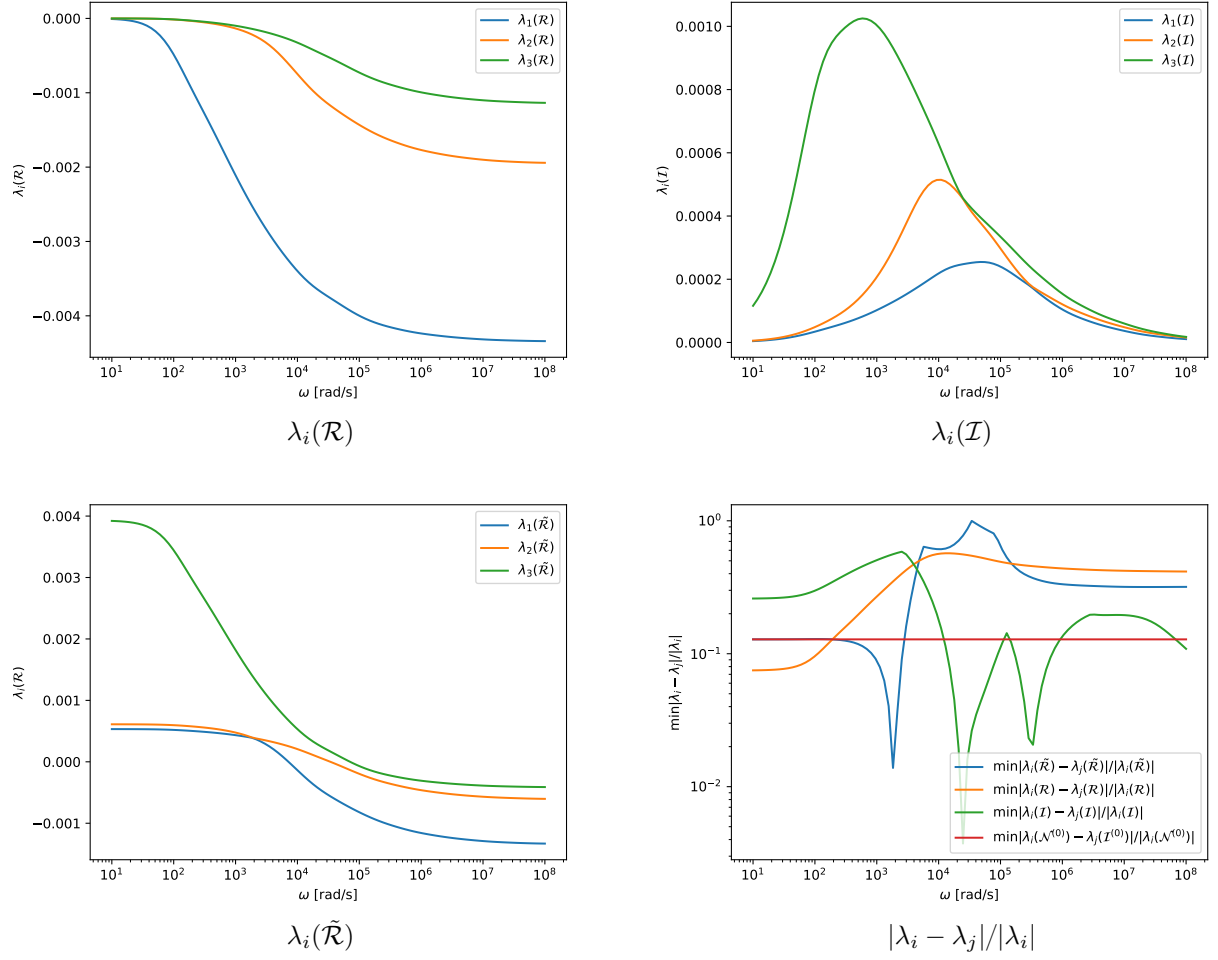 0.000
−0.001
−0.002
−0.003
−0.004
λᵢ(ℛ)
10¹ 10² 10³ 10⁴ 10⁵ 10⁶ 10⁷ 10⁸
ω [rad/s]
λ₁(ℛ)
λ₂(ℛ)
λ₃(ℛ)
λᵢ(ℛ)
0.0010
0.0008
0.0006
0.0004
0.0002
0.0000
λᵢ(ℐ)
10¹ 10² 10³ 10⁴ 10⁵ 10⁶ 10⁷ 10⁸
ω [rad/s]
λ₁(ℐ)
λ₂(ℐ)
λ₃(ℐ)
λᵢ(ℐ)
0.004
0.003
0.002
0.001
0.000
−0.001
λᵢ(ℛ)
10¹ 10² 10³ 10⁴ 10⁵ 10⁶ 10⁷ 10⁸
ω [rad/s]
λ₁(ℛ̃)
λ₂(ℛ̃)
λ₃(ℛ̃)
λᵢ(ℛ̃)
10⁰
10⁻¹
10⁻²
min|λᵢ − λⱼ|/|λᵢ|
10¹ 10² 10³ 10⁴ 10⁵ 10⁶ 10⁷ 10⁸
ω [rad/s]
min|λᵢ(ℛ̃) − λⱼ(ℛ̃)|/|λᵢ(ℛ̃)|
min|λᵢ(ℛ) − λⱼ(ℛ)|/|λᵢ(ℛ)|
min|λᵢ(ℐ) − λⱼ(ℐ)|/|λᵢ(ℐ)|
min|λᵢ(𝒩⁽⁰⁾) − λⱼ(ℐ⁽⁰⁾)|/|λᵢ(𝒩⁽⁰⁾)|
|λᵢ − λⱼ|/|λᵢ|